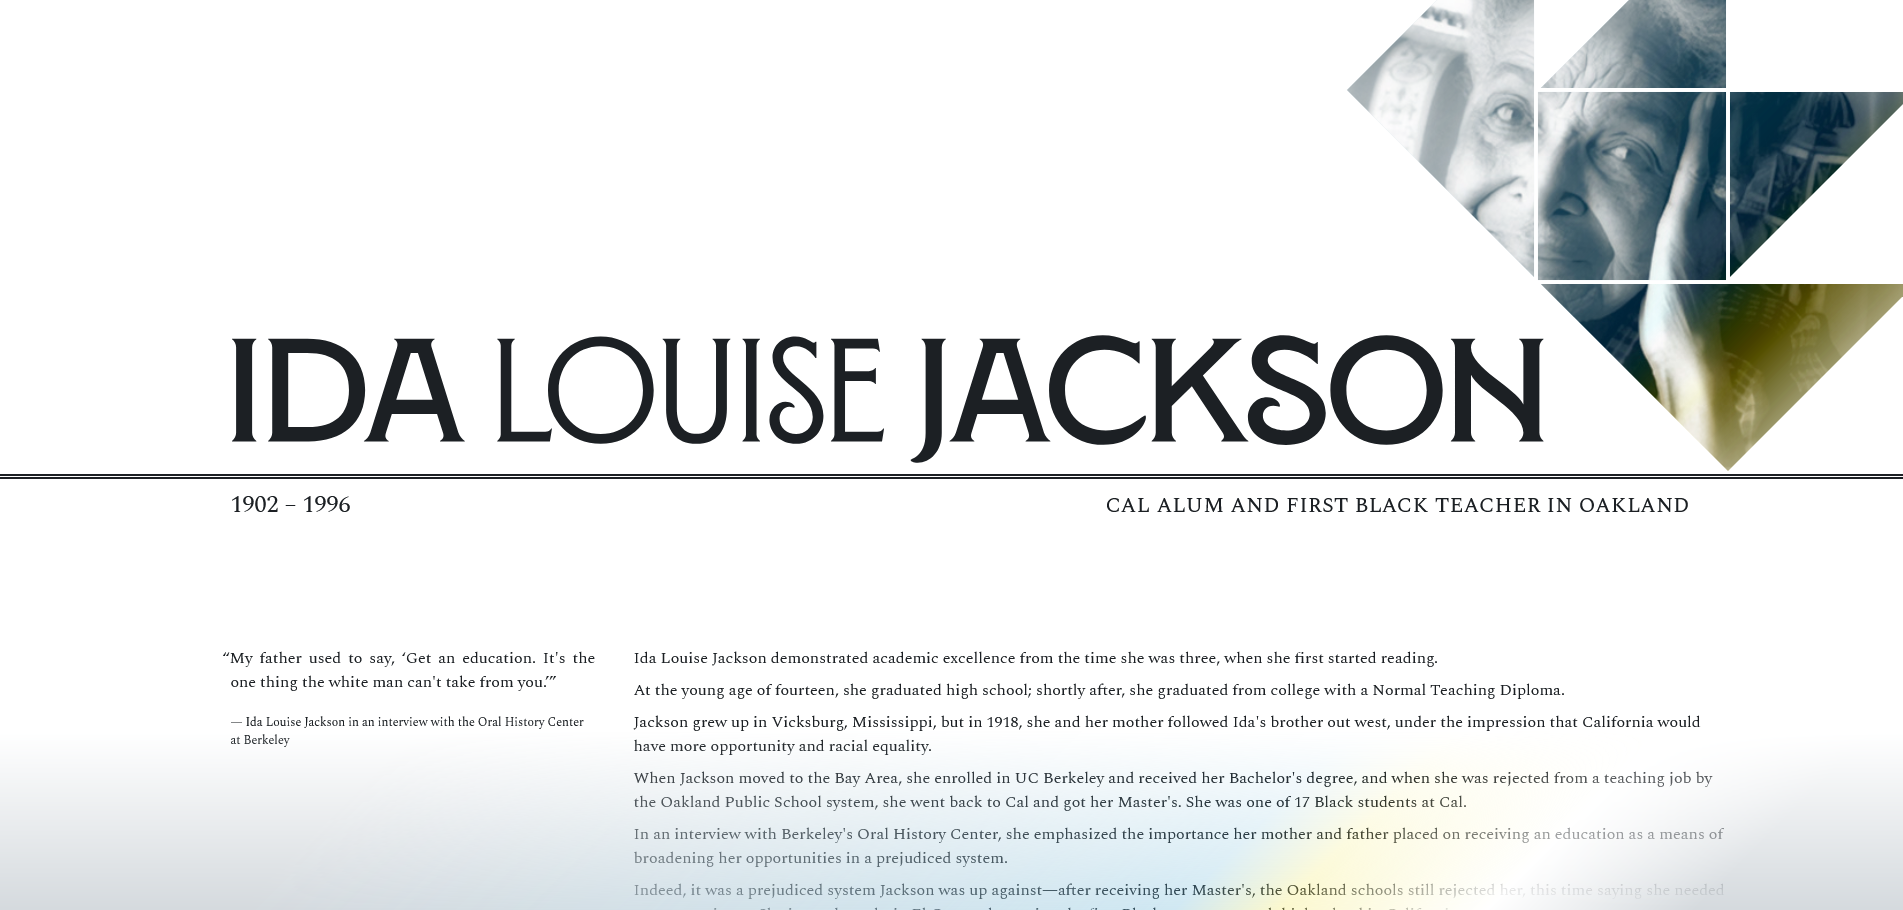 IDA LOUISE JACKSON
1902 – 1996
CAL ALUM AND FIRST BLACK TEACHER IN OAKLAND
“My father used to say, ‘Get an education. It's the
one thing the white man can't take from you.’”
— Ida Louise Jackson in an interview with the Oral History Center
at Berkeley
Ida Louise Jackson demonstrated academic excellence from the time she was three, when she first started reading.
At the young age of fourteen, she graduated high school; shortly after, she graduated from college with a Normal Teaching Diploma.
Jackson grew up in Vicksburg, Mississippi, but in 1918, she and her mother followed Ida's brother out west, under the impression that California would
have more opportunity and racial equality.
When Jackson moved to the Bay Area, she enrolled in UC Berkeley and received her Bachelor's degree, and when she was rejected from a teaching job by
the Oakland Public School system, she went back to Cal and got her Master's. She was one of 17 Black students at Cal.
In an interview with Berkeley's Oral History Center, she emphasized the importance her mother and father placed on receiving an education as a means of
broadening her opportunities in a prejudiced system.
Indeed, it was a prejudiced system Jackson was up against—after receiving her Master's, the Oakland schools still rejected her, this time saying she needed